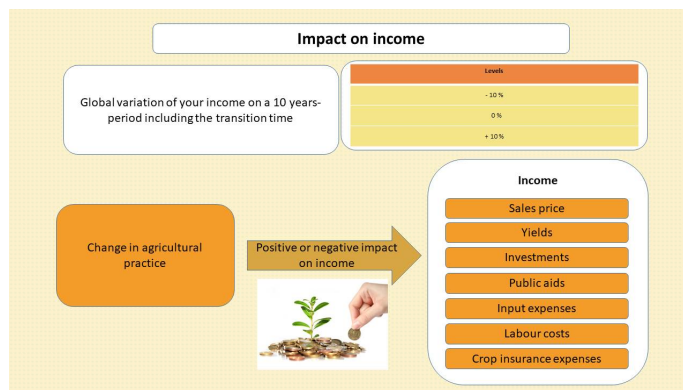 Impact on income
Global variation of your income on a 10 years-
period including the transition time
Levels
- 10 %
0 %
+ 10 %
Change in agricultural
practice
Positive or negative impact
on income
Income
Sales price
Yields
Investments
Public aids
Input expenses
Labour costs
Crop insurance expenses